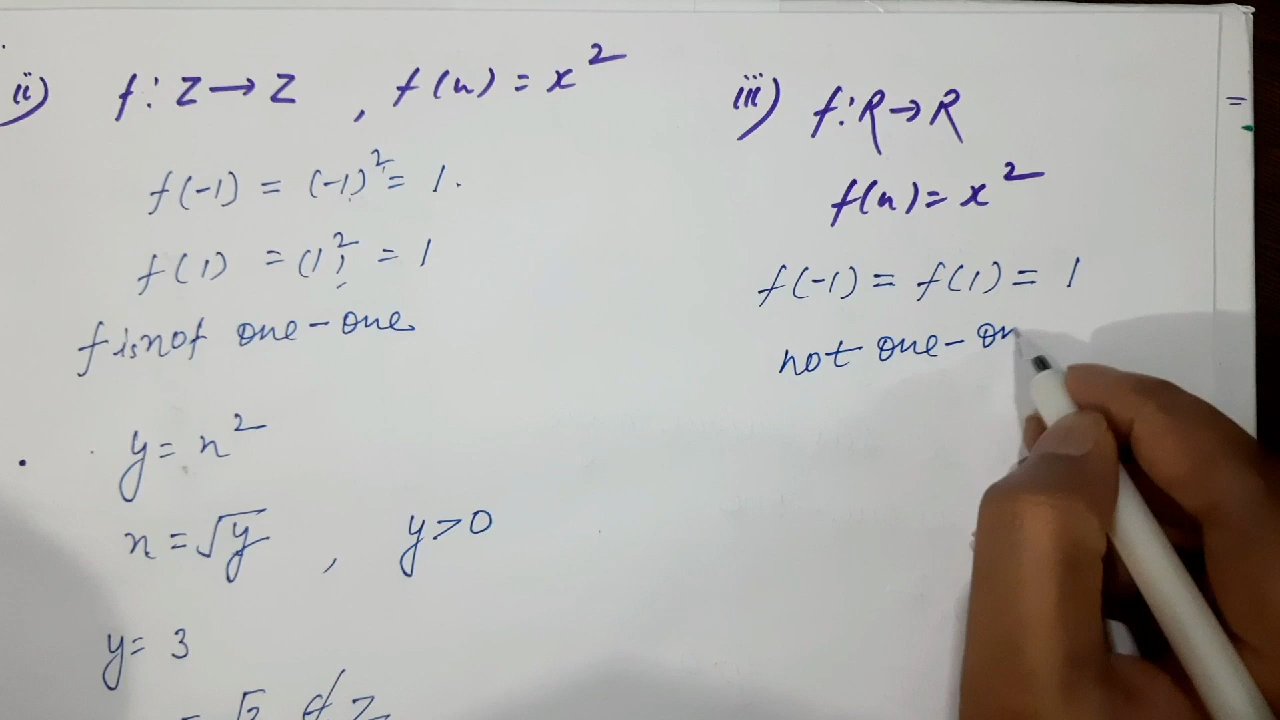 ii) f: Z→Z , f(x) = x²
f(-1) = (-1)² = 1.
f(1) = (1)² = 1
f is not one-one
y = x²
x = √y , y>0
y= 3
= √3 ∉ Z
iii) f: R→R
f(x) = x²
f(-1) = f(1) = 1
not one-on
=